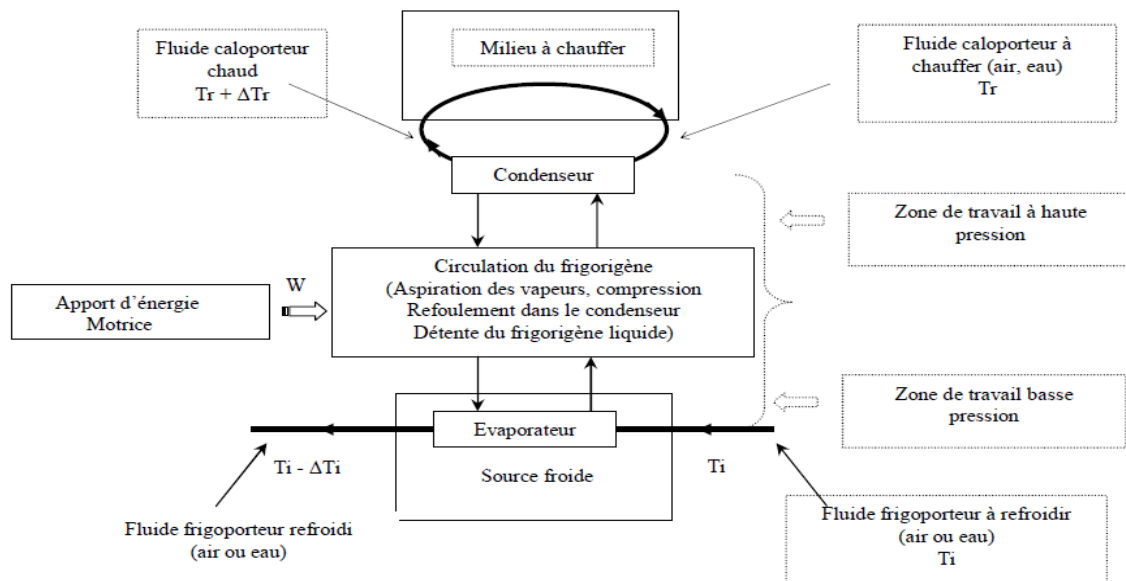 Fluide caloporteur
chaud
Tr + ΔTr
Milieu à chauffer
Fluide caloporteur à
chauffer (air, eau)
Tr
Condenseur
Zone de travail à haute
pression
Apport d’énergie
Motrice
W
Circulation du frigorigène
(Aspiration des vapeurs, compression
Refoulement dans le condenseur
Détente du frigorigène liquide)
Zone de travail basse
pression
Evaporateur
Ti - ΔTi
Source froide
Ti
Fluide frigoporteur refroidi
(air ou eau)
Fluide frigoporteur à refroidir
(air ou eau)
Ti